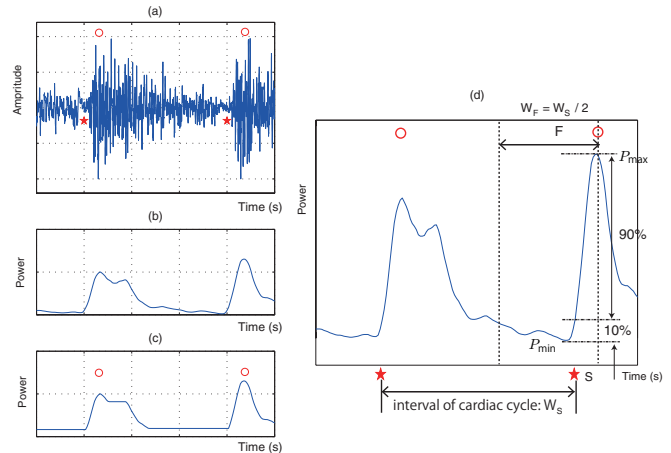 (a)
Amplitude
Time (s)
(b)
Power
Time (s)
(c)
Power
Time (s)
(d)
W_F = W_S / 2
F
P_max
Power
90%
10%
P_min
S
Time (s)
interval of cardiac cycle: W_S